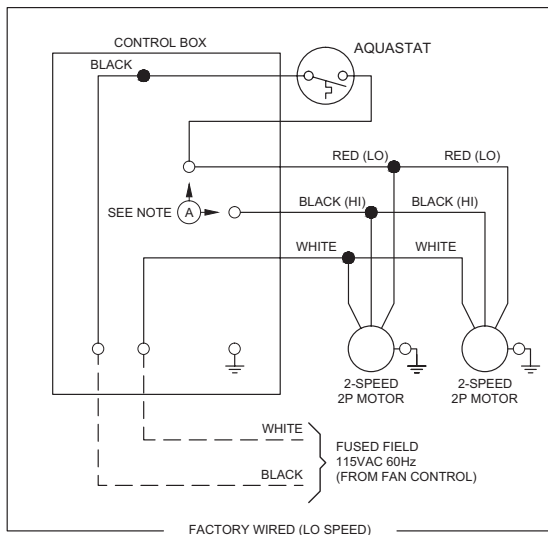 CONTROL BOX
AQUASTAT
BLACK
RED (LO)
RED (LO)
SEE NOTE
A
BLACK (HI)
BLACK (HI)
WHITE
WHITE
2-SPEED
2P MOTOR
2-SPEED
2P MOTOR
WHITE
BLACK
FUSED FIELD
115VAC 60Hz
(FROM FAN CONTROL)
FACTORY WIRED (LO SPEED)